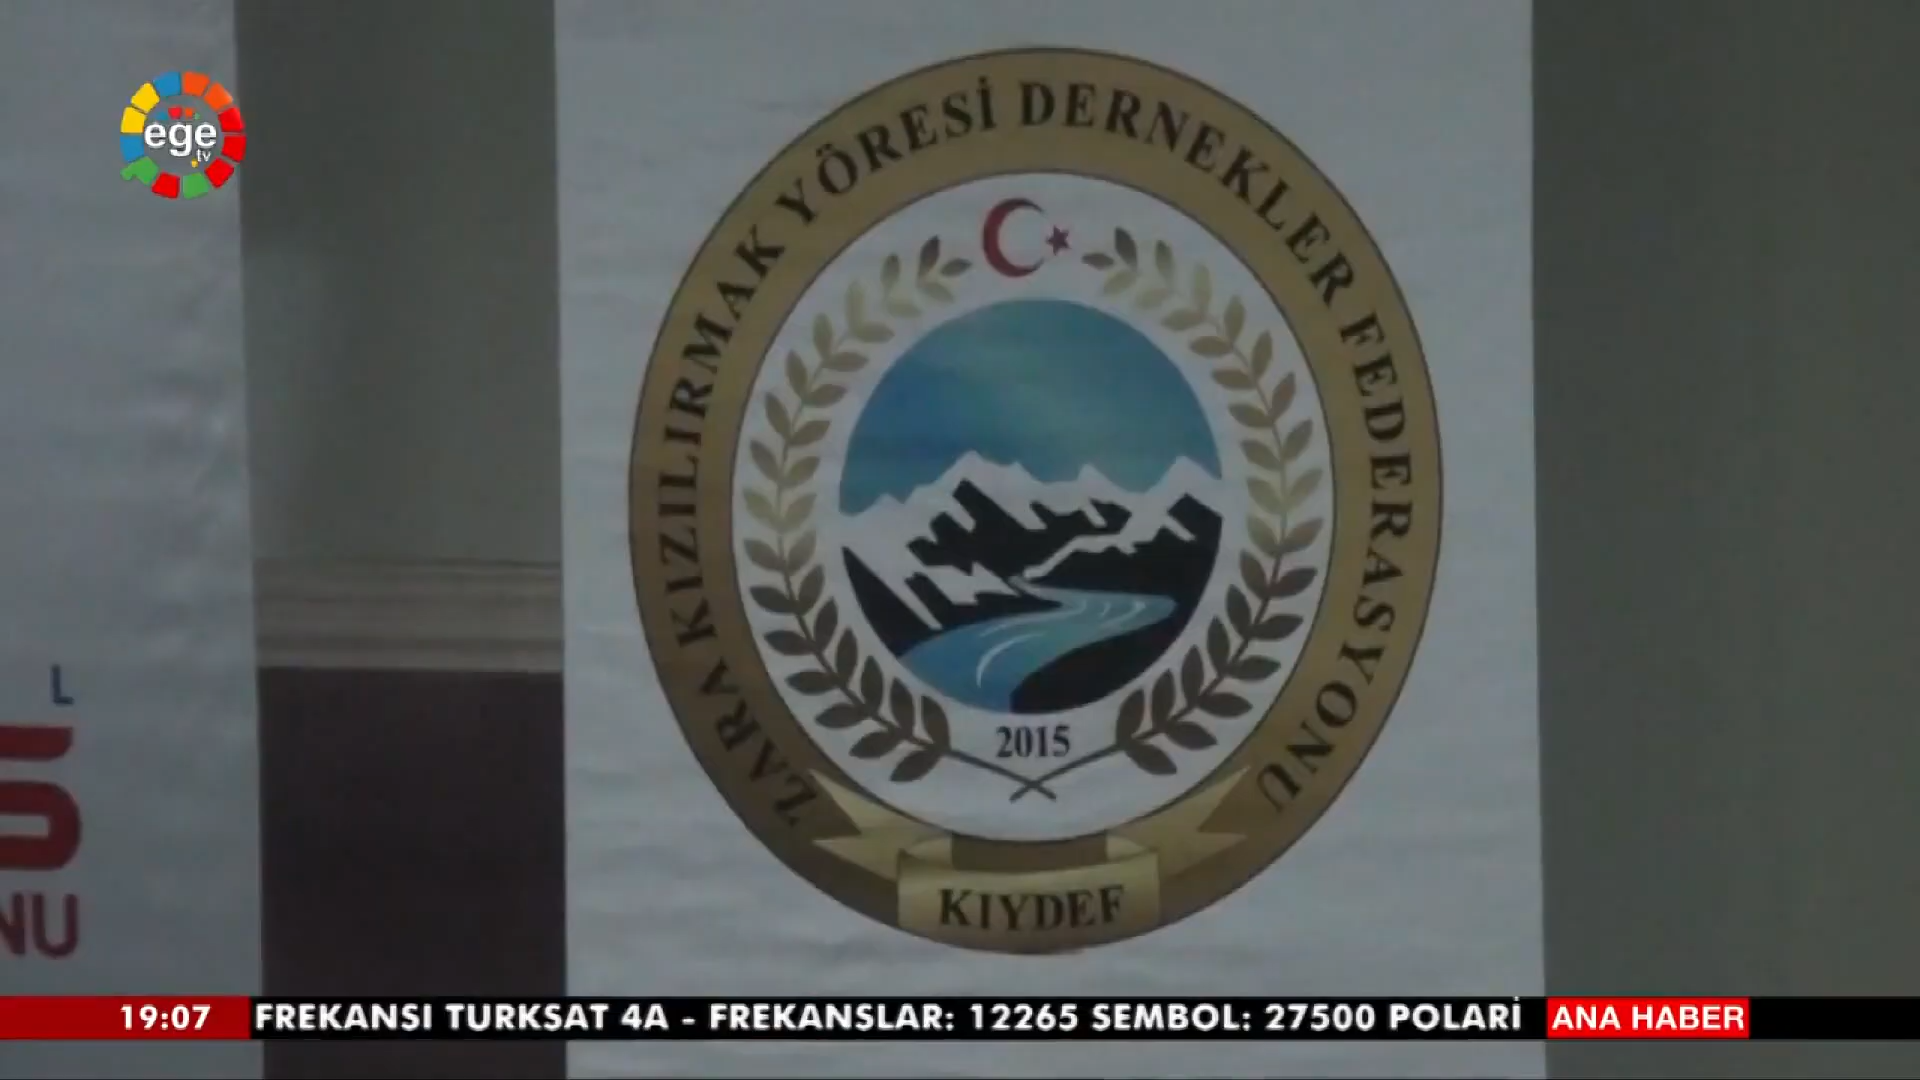 ege
tv
ZARA KIZILIRMAK YÖRESİ DERNEKLER FEDERASYONU
2015
KIYDEF
L
NU
19:07 FREKANSI TURKSAT 4A - FREKANSLAR: 12265 SEMBOL: 27500 POLARİ ANA HABER